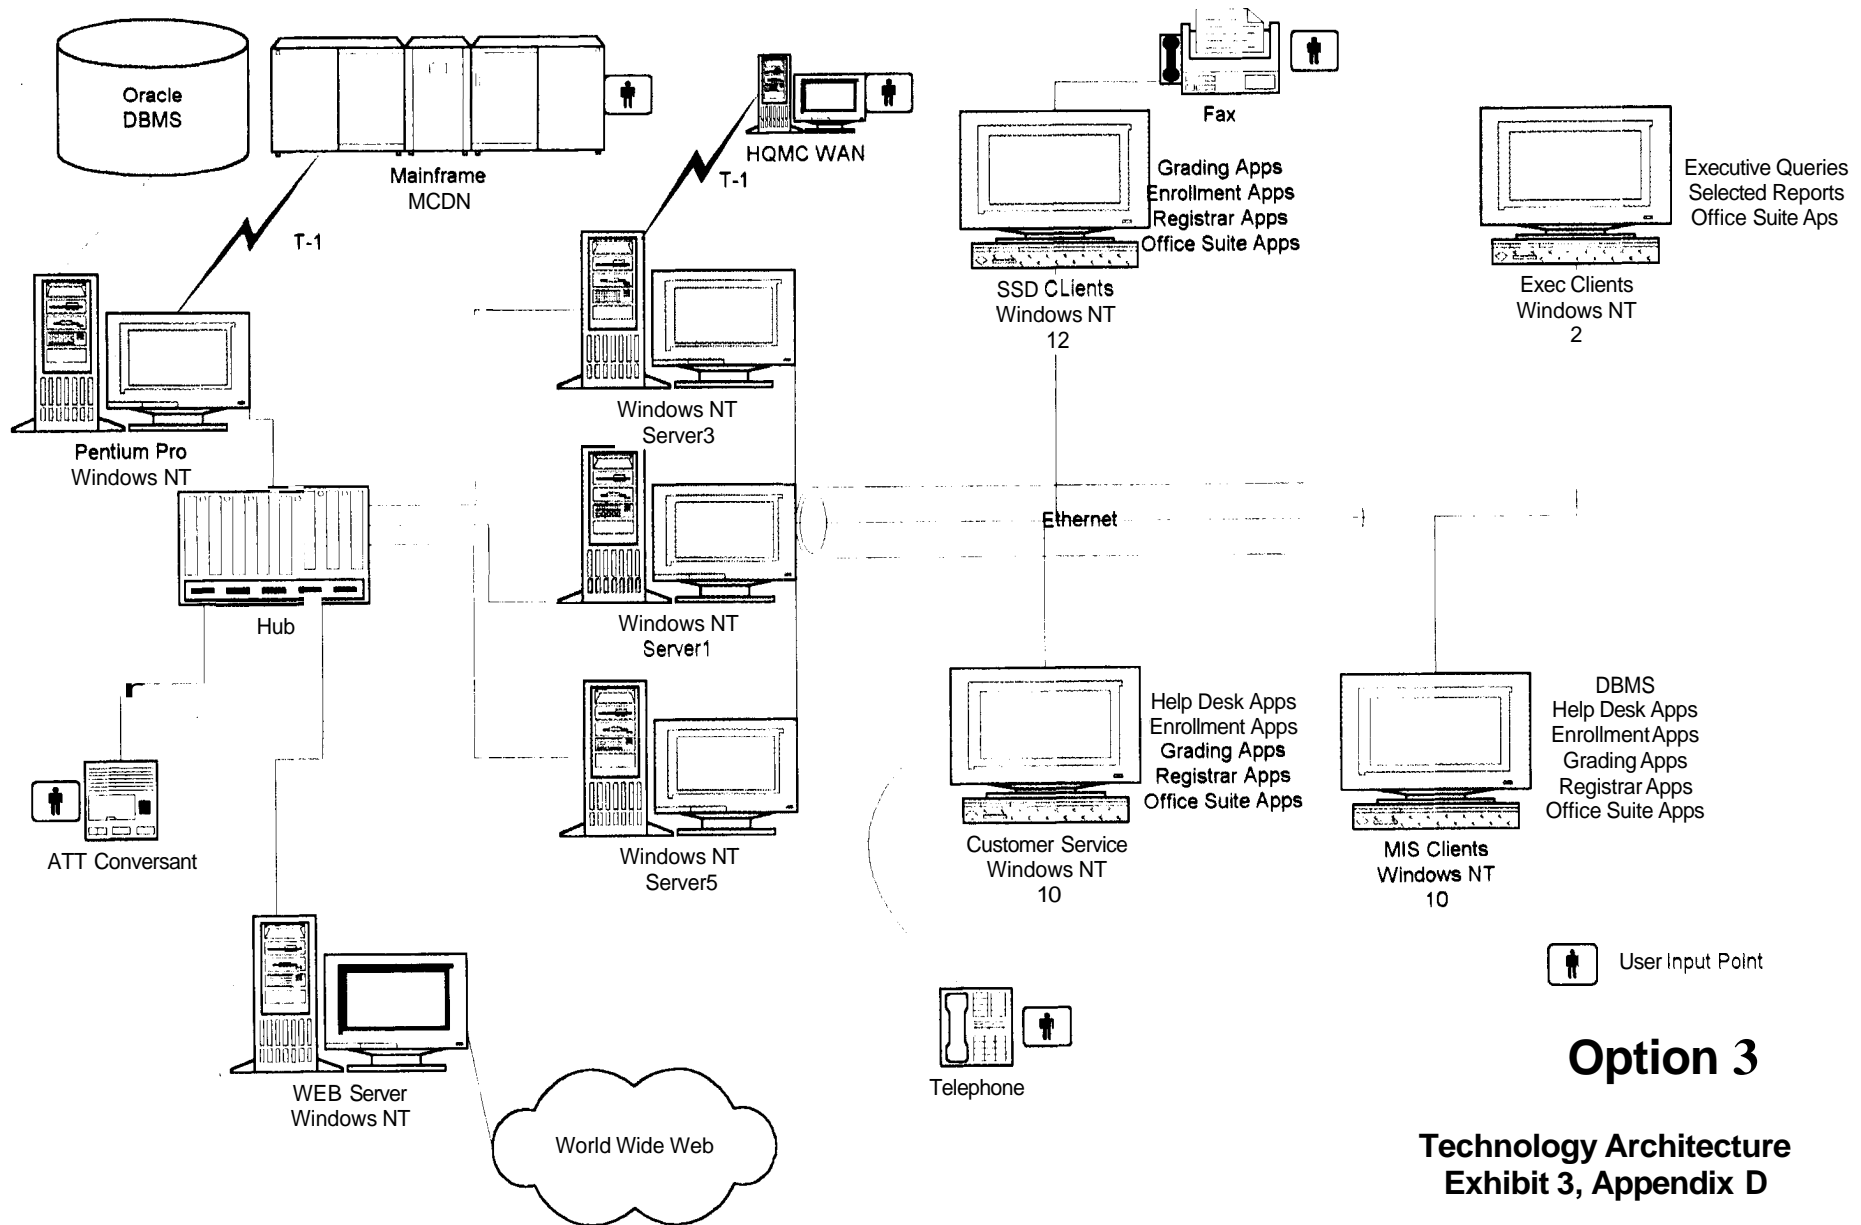 Oracle
DBMS
Mainframe
MCDN
T-1
HQMC WAN
T-1
Fax
Grading Apps
Enrollment Apps
Registrar Apps
Office Suite Apps
SSD CLients
Windows NT
12
Executive Queries
Selected Reports
Office Suite Aps
Exec Clients
Windows NT
2
Pentium Pro
Windows NT
Windows NT
Server3
Ethernet
Hub
Windows NT
Server1
ATT Conversant
Windows NT
Server5
Help Desk Apps
Enrollment Apps
Grading Apps
Registrar Apps
Office Suite Apps
Customer Service
Windows NT
10
DBMS
Help Desk Apps
Enrollment Apps
Grading Apps
Registrar Apps
Office Suite Apps
MIS Clients
Windows NT
10
WEB Server
Windows NT
World Wide Web
Telephone
User Input Point
Option 3
Technology Architecture
Exhibit 3, Appendix D